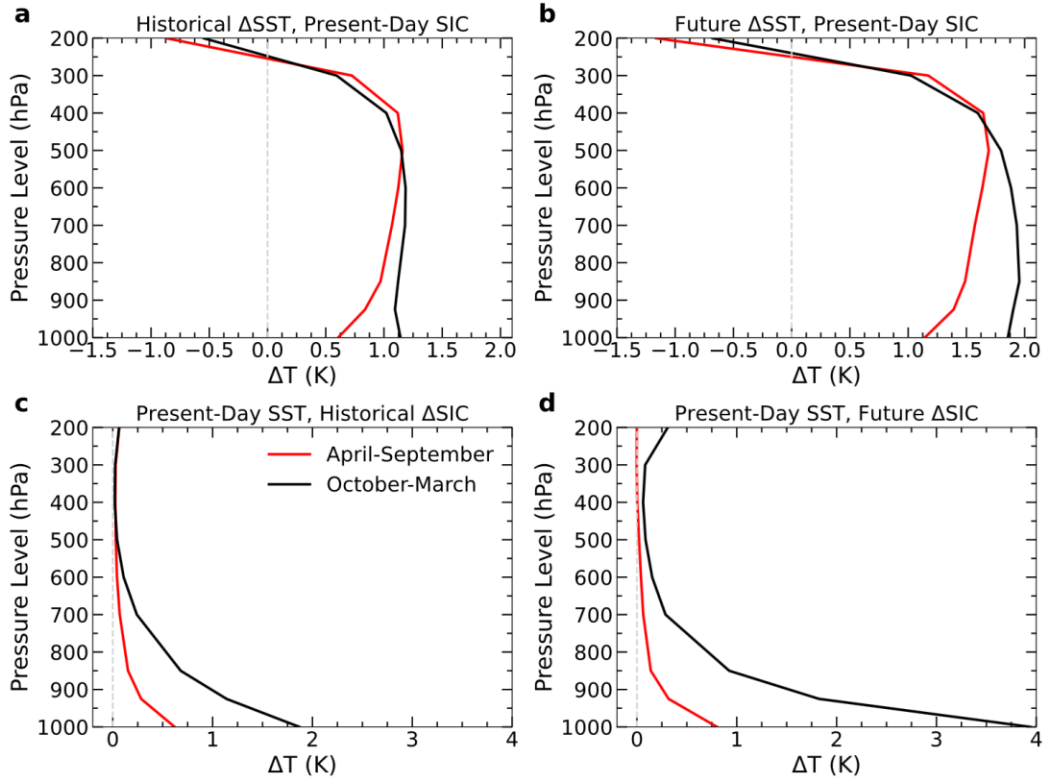 a
Historical ΔSST, Present-Day SIC
200
300
400
500
600
700
800
900
1000
Pressure Level (hPa)
−1.5 −1.0 −0.5 0.0 0.5 1.0 1.5 2.0
ΔT (K)
b
Future ΔSST, Present-Day SIC
200
300
400
500
600
700
800
900
1000
Pressure Level (hPa)
−1.5 −1.0 −0.5 0.0 0.5 1.0 1.5 2.0
ΔT (K)
c
Present-Day SST, Historical ΔSIC
200
300
400
500
600
700
800
900
1000
Pressure Level (hPa)
April-September
October-March
0 1 2 3 4
ΔT (K)
d
Present-Day SST, Future ΔSIC
200
300
400
500
600
700
800
900
1000
Pressure Level (hPa)
0 1 2 3 4
ΔT (K)